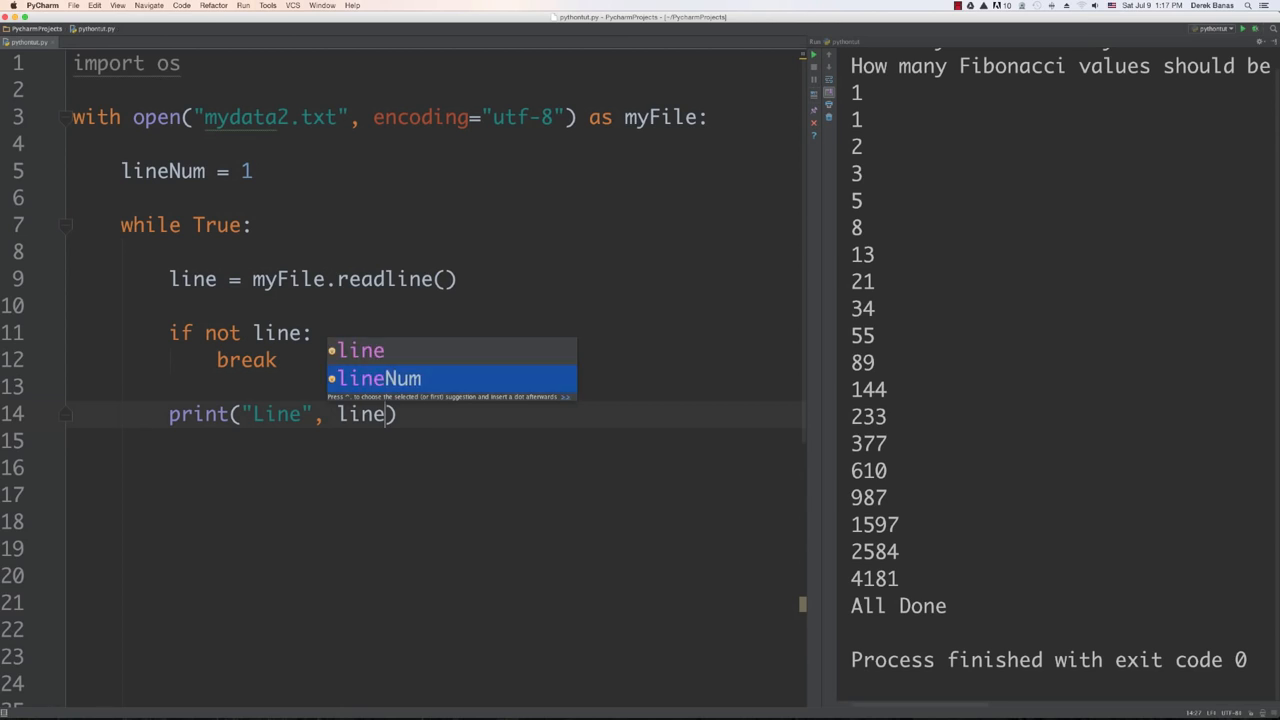 PyCharm File Edit View Navigate Code Refactor Run Tools VCS Window Help
10 Sat Jul 9 1:17 PM Derek Banas
pythontut.py - PycharmProjects - [~/PycharmProjects]
PycharmProjects pythontut.py pythontut
pythontut.py
Run pythontut
1 import os
2
3 with open("mydata2.txt", encoding="utf-8") as myFile:
4
5 lineNum = 1
6
7 while True:
8
9 line = myFile.readline()
10
11 if not line:
12 break
13
14 print("Line", line)
15
16
17
18
19
20
21
22
23
24
line
lineNum
Press ^. to choose the selected (or first) suggestion and insert a dot afterwards >>
How many Fibonacci values should be
1
1
2
3
5
8
13
21
34
55
89
144
233
377
610
987
1597
2584
4181
All Done
Process finished with exit code 0
14:27 LF÷ UTF-8÷